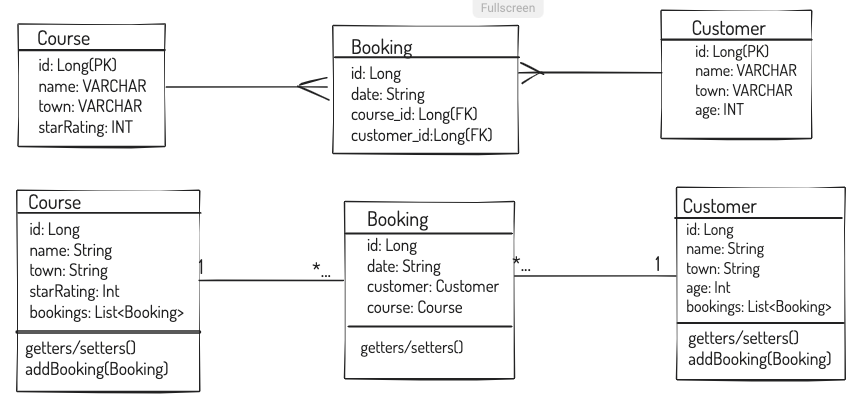 Fullscreen
Course
id: Long(PK)
name: VARCHAR
town: VARCHAR
starRating: INT
Booking
id: Long
date: String
course_id: Long(FK)
customer_id:Long(FK)
Customer
id: Long(PK)
name: VARCHAR
town: VARCHAR
age: INT
Course
id: Long
name: String
town: String
starRating: Int
bookings: List<Booking>
getters/setters()
addBooking(Booking)
1
*...
Booking
id: Long
date: String
customer: Customer
course: Course
getters/setters()
*...
1
Customer
id: Long
name: String
town: String
age: Int
bookings: List<Booking>
getters/setters()
addBooking(Booking)